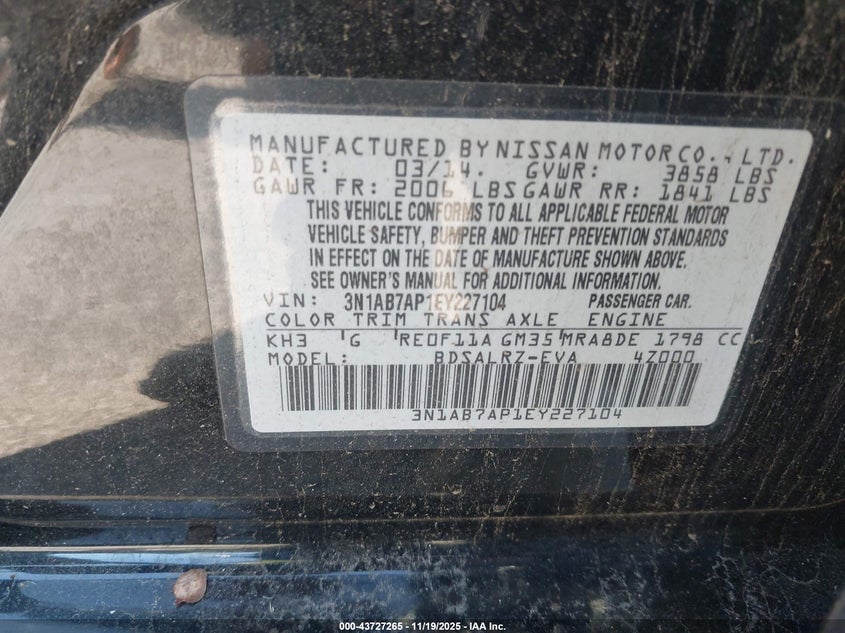 MANUFACTURED BY NISSAN MOTOR CO., LTD.
DATE: 03/14. GVWR: 3858 LBS
GAWR FR: 2006 LBS GAWR RR: 1841 LBS
THIS VEHICLE CONFORMS TO ALL APPLICABLE FEDERAL MOTOR
VEHICLE SAFETY, BUMPER AND THEFT PREVENTION STANDARDS
IN EFFECT ON THE DATE OF MANUFACTURE SHOWN ABOVE.
SEE OWNER'S MANUAL FOR ADDITIONAL INFORMATION.
VIN: 3N1AB7AP1EY227104 PASSENGER CAR.
COLOR TRIM TRANS AXLE ENGINE
KH3 G RE0F11A GM35 MRA8DE 1798 CC
MODEL: BDSALRZ-EVA 4Z000
3N1AB7AP1EY227104
000-43727265 - 11/19/2025 - IAA Inc.